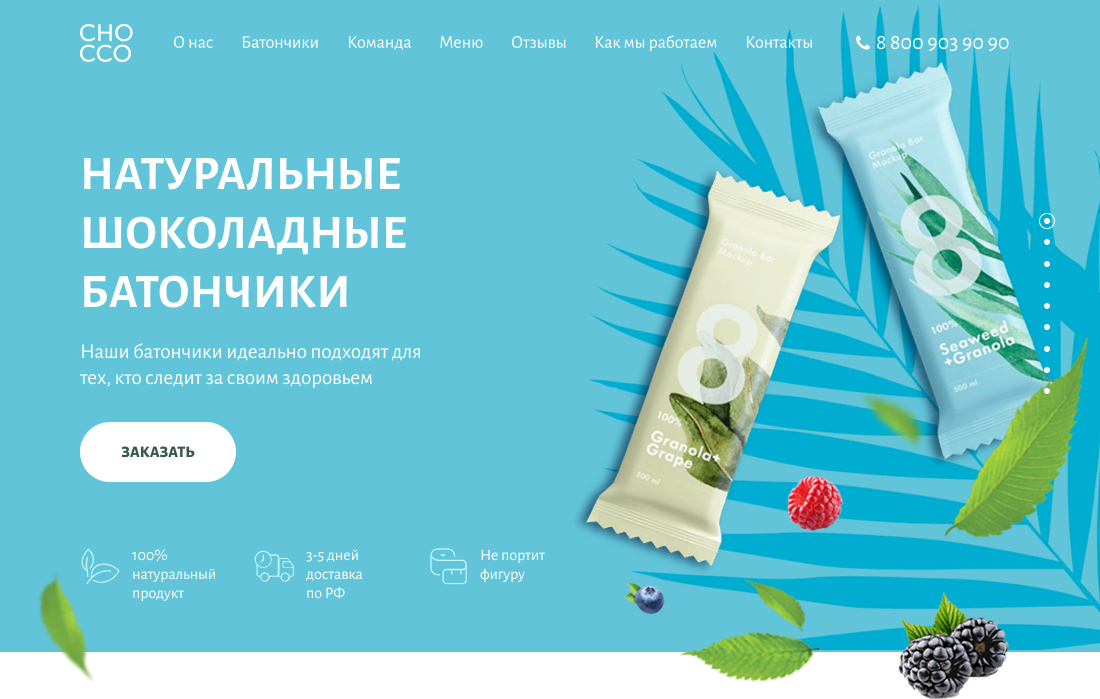 CHO
CCO
О нас Батончики Команда Меню Отзывы Как мы работаем Контакты 8 800 903 90 90
НАТУРАЛЬНЫЕ
ШОКОЛАДНЫЕ
БАТОНЧИКИ
Наши батончики идеально подходят для
тех, кто следит за своим здоровьем
ЗАКАЗАТЬ
100%
натуральный
продукт
3-5 дней
доставка
по РФ
Не портит
фигуру
Granola Bar
Mockup
8
100%
Granola+
Grape
500 ml
Granola Bar
Mockup
8
100%
Seaweed
+Granola
500 ml